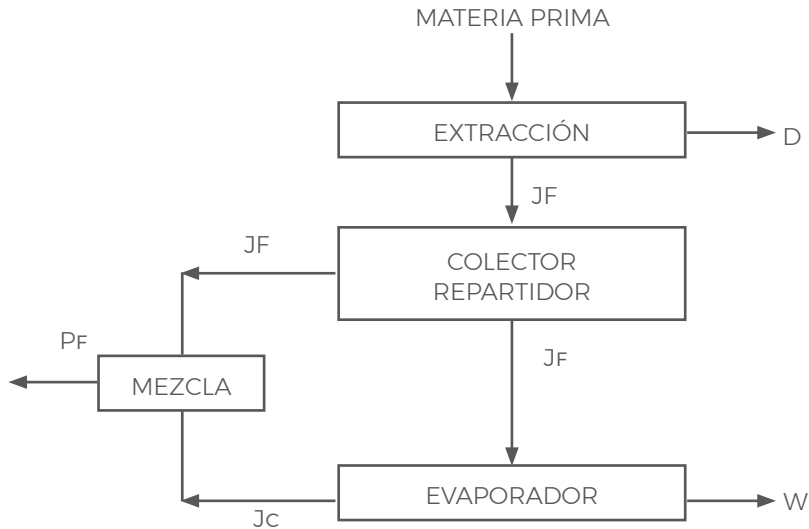 MATERIA PRIMA
EXTRACCIÓN
D
JF
JF
COLECTOR
REPARTIDOR
PF
MEZCLA
JF
EVAPORADOR
W
JC